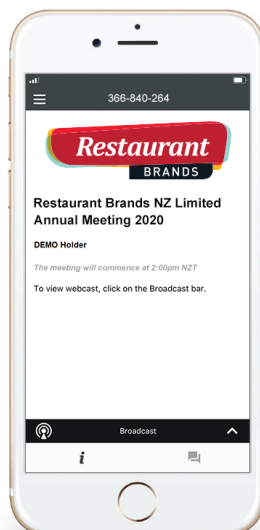 366-840-264
Restaurant
BRANDS
Restaurant Brands NZ Limited
Annual Meeting 2020
DEMO Holder
The meeting will commence at 2:00pm NZT
To view webcast, click on the Broadcast bar.
Broadcast
i